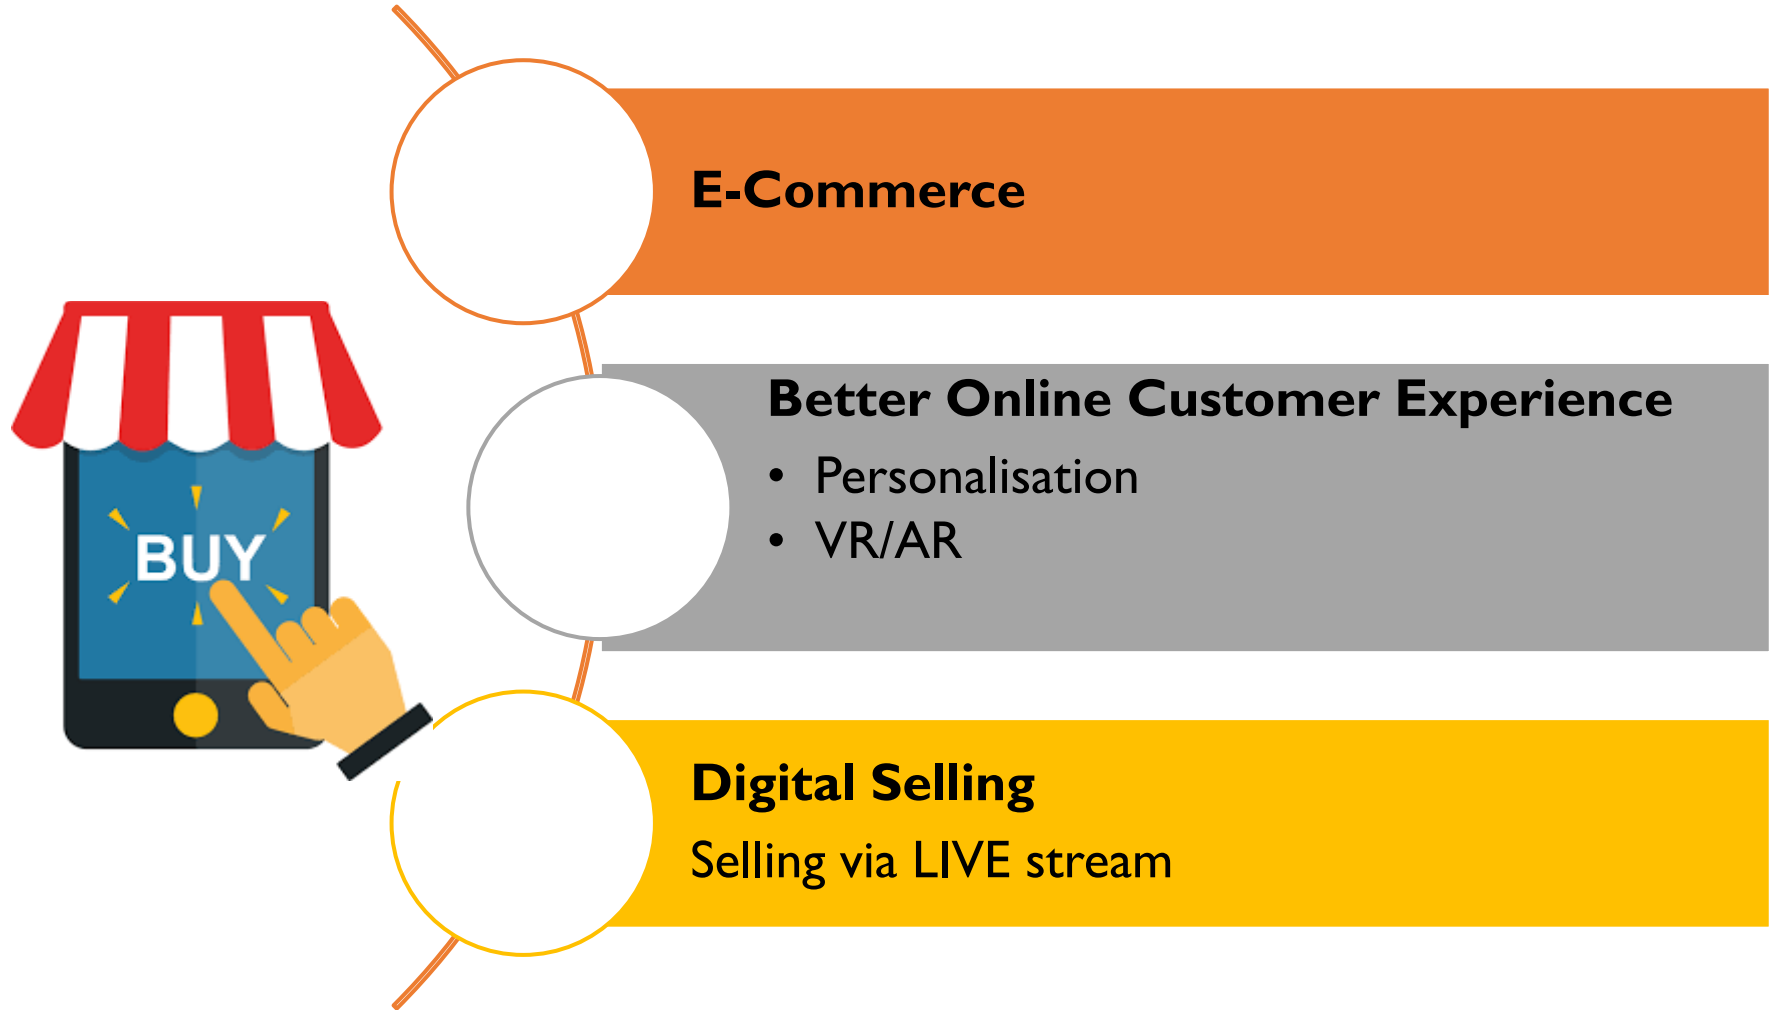 E-Commerce
Better Online Customer Experience
• Personalisation
• VR/AR
BUY
Digital Selling
Selling via LIVE stream